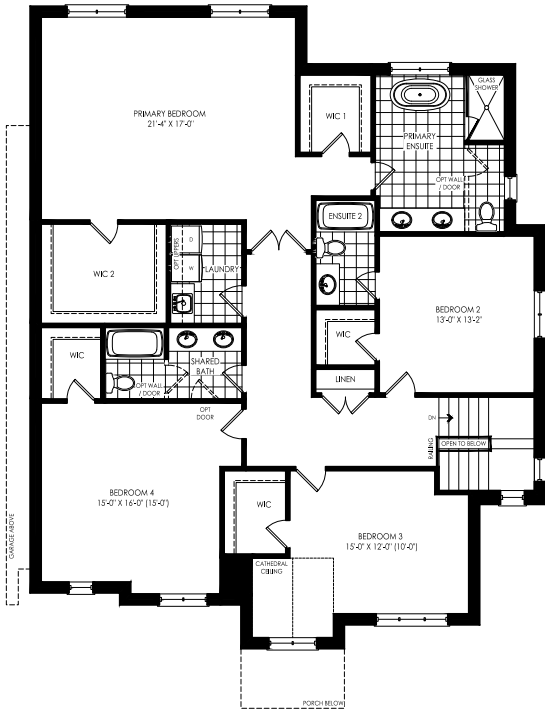 GLASS
SHOWER
PRIMARY BEDROOM
21'-4" X 17'-0"
WIC 1
PRIMARY
ENSUITE
OPT WALL
/ DOOR
ENSUITE 2
OPT UPPERS
D
W
LAUNDRY
WIC 2
BEDROOM 2
13'-0" X 13'-2"
WIC
WIC
SHARED
BATH
OPT WALL
/ DOOR
LINEN
OPT
DOOR
DN
RAILING
OPEN TO BELOW
BEDROOM 4
15'-0" X 16'-0" (15'-0")
WIC
BEDROOM 3
15'-0" X 12'-0" (10'-0")
GARAGE ABOVE
CATHEDRAL
CEILING
PORCH BELOW